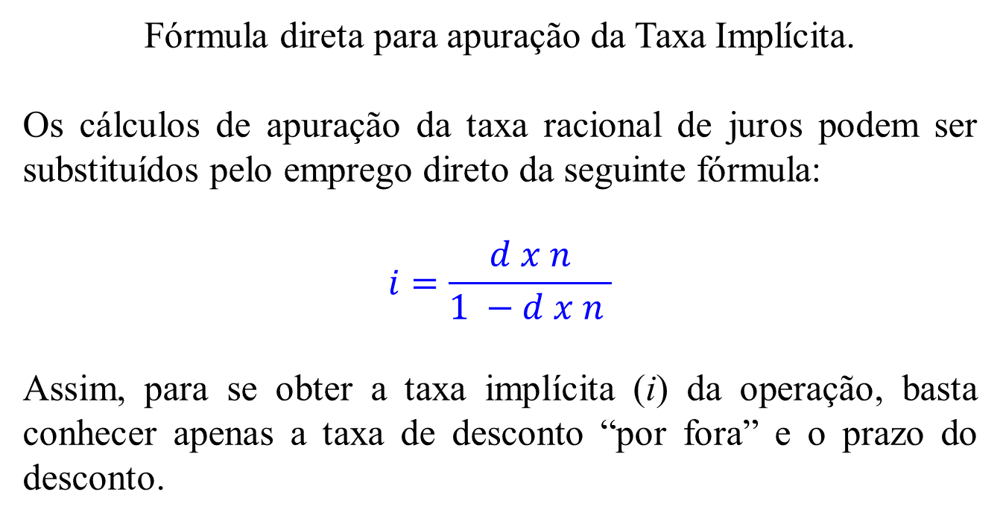 Fórmula direta para apuração da Taxa Implícita.
Os cálculos de apuração da taxa racional de juros podem ser
substituídos pelo emprego direto da seguinte fórmula:
i = d x n / 1 − d x n
Assim, para se obter a taxa implícita (i) da operação, basta
conhecer apenas a taxa de desconto “por fora” e o prazo do
desconto.